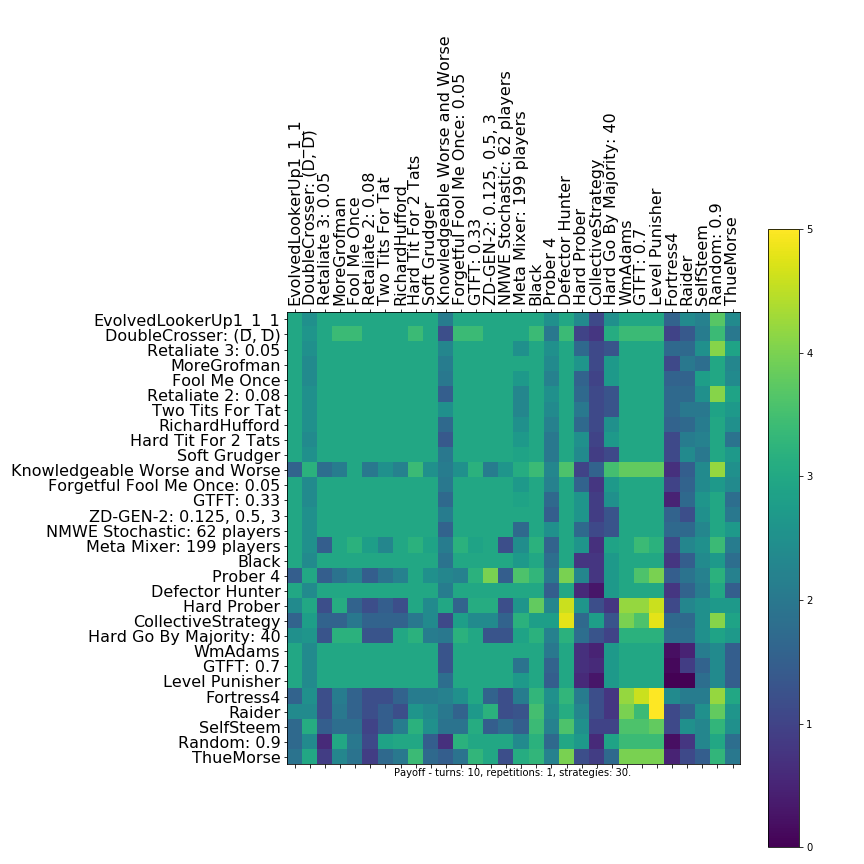 EvolvedLookerUp1_1_1
DoubleCrosser: (D, D)
Retaliate 3: 0.05
MoreGrofman
Fool Me Once
Retaliate 2: 0.08
Two Tits For Tat
RichardHufford
Hard Tit For 2 Tats
Soft Grudger
Knowledgeable Worse and Worse
Forgetful Fool Me Once: 0.05
GTFT: 0.33
ZD-GEN-2: 0.125, 0.5, 3
NMWE Stochastic: 62 players
Meta Mixer: 199 players
Black
Prober 4
Defector Hunter
Hard Prober
CollectiveStrategy
Hard Go By Majority: 40
WmAdams
GTFT: 0.7
Level Punisher
Fortress4
Raider
SelfSteem
Random: 0.9
ThueMorse
EvolvedLookerUp1_1_1
DoubleCrosser: (D, D)
Retaliate 3: 0.05
MoreGrofman
Fool Me Once
Retaliate 2: 0.08
Two Tits For Tat
RichardHufford
Hard Tit For 2 Tats
Soft Grudger
Knowledgeable Worse and Worse
Forgetful Fool Me Once: 0.05
GTFT: 0.33
ZD-GEN-2: 0.125, 0.5, 3
NMWE Stochastic: 62 players
Meta Mixer: 199 players
Black
Prober 4
Defector Hunter
Hard Prober
CollectiveStrategy
Hard Go By Majority: 40
WmAdams
GTFT: 0.7
Level Punisher
Fortress4
Raider
SelfSteem
Random: 0.9
ThueMorse
Payoff - turns: 10, repetitions: 1, strategies: 30.
5
4
3
2
1
0